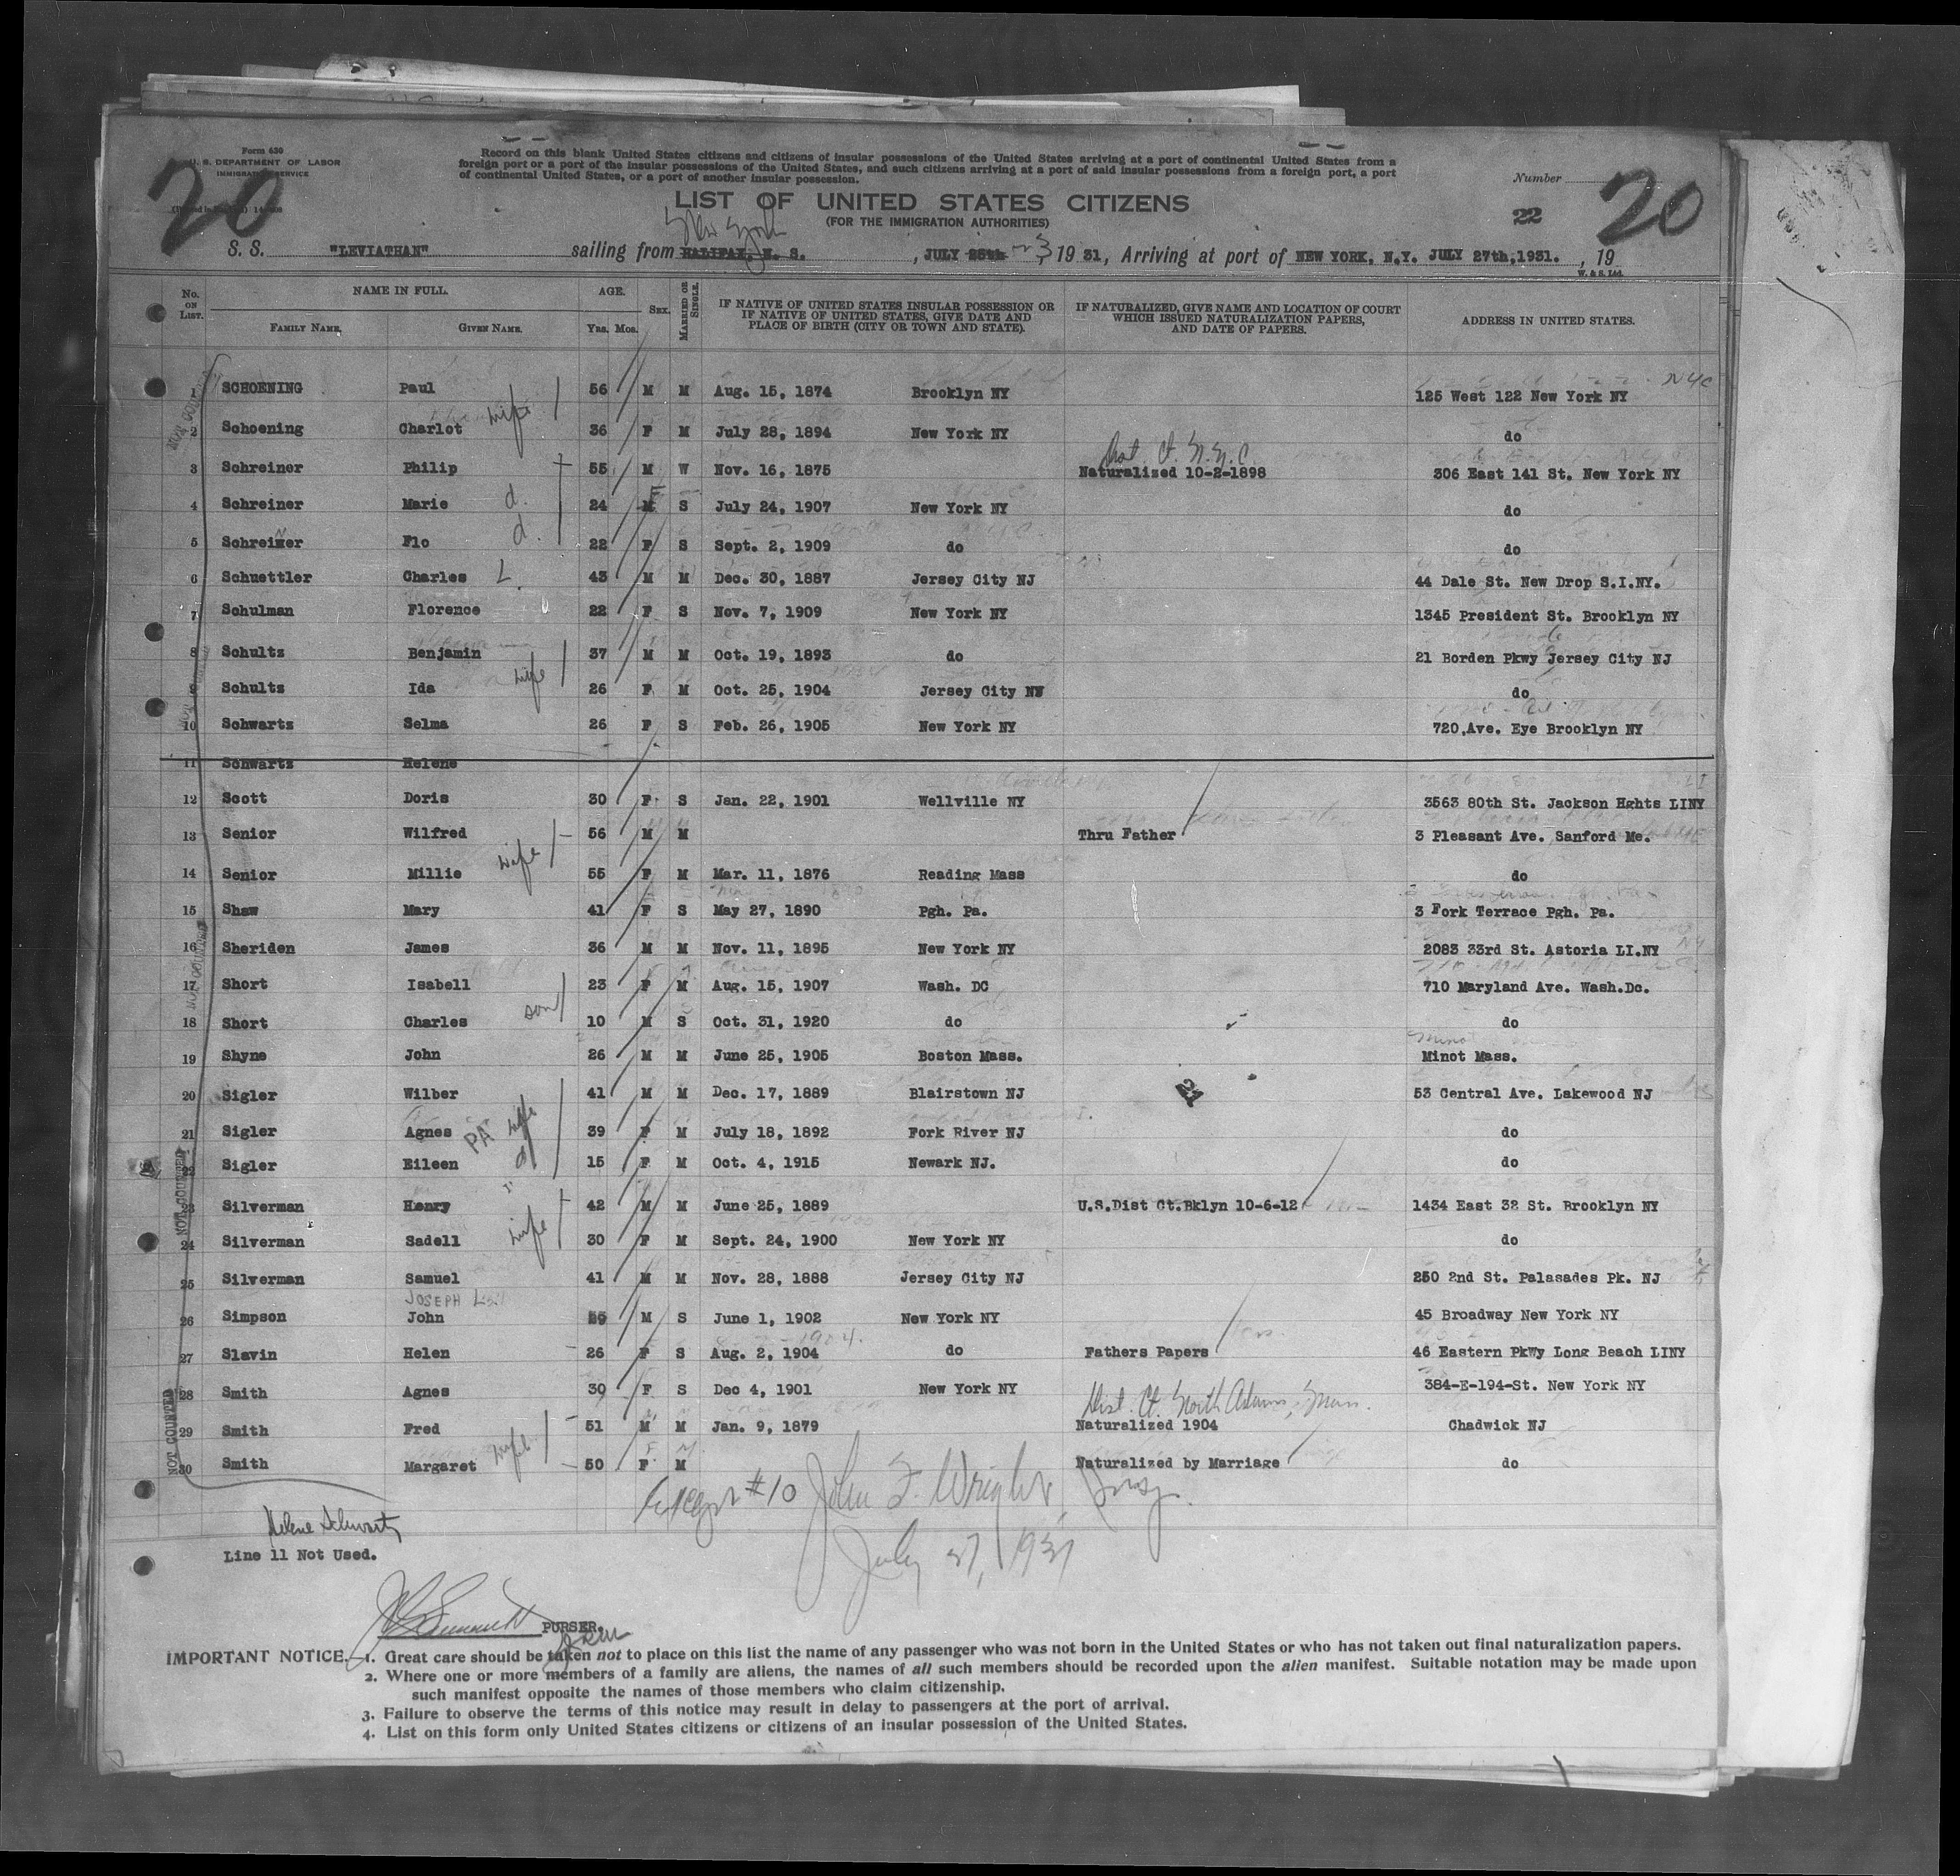 Form 630
U. S. DEPARTMENT OF LABOR
IMMIGRATION SERVICE
20
Record on this blank United States citizens and citizens of insular possessions of the United States arriving at a port of continental United States from a
foreign port or a port of the insular possessions of the United States, and such citizens arriving at a port of said insular possessions from a foreign port, a port
of continental United States, or a port of another insular possession.
Number
22
20
LIST OF UNITED STATES CITIZENS
(FOR THE IMMIGRATION AUTHORITIES)
New York
S. S. "LEVIATHAN" sailing from HALIFAX, N. S. , JULY 25th 23, 19 31, Arriving at port of NEW YORK, N.Y. JULY 27th,1931. , 19
W. & S. Ltd.
No. ON LIST. NAME IN FULL. FAMILY NAME. GIVEN NAME. AGE. Yrs. Mos. SEX. MARRIED OR SINGLE. IF NATIVE OF UNITED STATES INSULAR POSSESSION OR IF NATIVE OF UNITED STATES, GIVE DATE AND PLACE OF BIRTH (CITY OR TOWN AND STATE). IF NATURALIZED, GIVE NAME AND LOCATION OF COURT WHICH ISSUED NATURALIZATION PAPERS, AND DATE OF PAPERS. ADDRESS IN UNITED STATES.
1 SCHOENING Paul 56 M M Aug. 15, 1874 Brooklyn NY 125 West 122 New York NY NYC
2 Schoening Charlot wife 36 F M July 28, 1894 New York NY do
Dist. Ct. N.Y.C.
3 Schreiner Philip 55 M W Nov. 16, 1875 Naturalized 10-2-1898 306 East 141 St. New York NY
4 Schreiner Marie d. 24 M F S July 24, 1907 New York NY do
5 Schreiner Flo d. 22 F S Sept. 2, 1909 do do
6 Schuettler Charles L. 43 M M Dec. 30, 1887 Jersey City NJ 44 Dale St. New Drop S.I.NY.
7 Schulman Florence 22 F S Nov. 7, 1909 New York NY 1345 President St. Brooklyn NY
8 Schultz Benjamin 37 M M Oct. 19, 1893 do 21 Borden Pkwy Jersey City NJ
9 Schultz Ida wife 26 F M Oct. 25, 1904 Jersey City NJ do
10 Schwartz Selma 26 F S Feb. 26, 1905 New York NY 720 Ave. Eye Brooklyn NY
11 Schwartz Helene
12 Scott Doris 30 F S Jan. 22, 1901 Wellville NY 3563 80th St. Jackson Hghts LINY
13 Senior Wilfred 56 M M Thru Father 3 Pleasant Ave. Sanford Me.
14 Senior Millie wife 55 F M Mar. 11, 1876 Reading Mass do
15 Shaw Mary 41 F S May 27, 1890 Pgh. Pa. 3 Fork Terrace Pgh. Pa.
16 Sheriden James 36 M M Nov. 11, 1895 New York NY 2083 33rd St. Astoria LI.NY
17 Short Isabell 23 F M Aug. 15, 1907 Wash. DC 710 Maryland Ave. Wash.Dc.
18 Short Charles son 10 M S Oct. 31, 1920 do do
19 Shyne John 26 M M June 25, 1905 Boston Mass. Minot Mass.
20 Sigler Wilber 41 M M Dec. 17, 1889 Blairstown NJ 21 53 Central Ave. Lakewood NJ
21 Sigler Agnes PA wife 39 F M July 18, 1892 Fork River NJ do
22 Sigler Eileen d 15 F M Oct. 4, 1915 Newark NJ. do
23 Silverman Henry 42 M M June 25, 1889 U.S.Dist Ct.Bklyn 10-6-12 1434 East 32 St. Brooklyn NY
24 Silverman Sadell wife 30 F M Sept. 24, 1900 New York NY do
25 Silverman Samuel 41 M M Nov. 28, 1888 Jersey City NJ 250 2nd St. Palasades Pk. NJ
JOSEPH
26 Simpson John 29 M S June 1, 1902 New York NY 45 Broadway New York NY
27 Slavin Helen 26 F S Aug. 2, 1904 do Fathers Papers 46 Eastern PkWy Long Beach LINY
28 Smith Agnes 30 F S Dec 4, 1901 New York NY 384-E-194-St. New York NY
Dist. Ct. North Adams, Mass.
29 Smith Fred 51 M M Jan. 9, 1879 Naturalized 1904 Chadwick NJ
30 Smith Margaret wife 50 F M Naturalized by Marriage do
NOT COUNTED
NOT COUNTED
Except #10 John F. Wright, Insp.
July 27, 1931
Helene Schwartz
Line 11 Not Used.
PURSER.
IMPORTANT NOTICE.—1. Great care should be taken not to place on this list the name of any passenger who was not born in the United States or who has not taken out final naturalization papers.
2. Where one or more members of a family are aliens, the names of all such members should be recorded upon the alien manifest. Suitable notation may be made upon
such manifest opposite the names of those members who claim citizenship.
3. Failure to observe the terms of this notice may result in delay to passengers at the port of arrival.
4. List on this form only United States citizens or citizens of an insular possession of the United States.